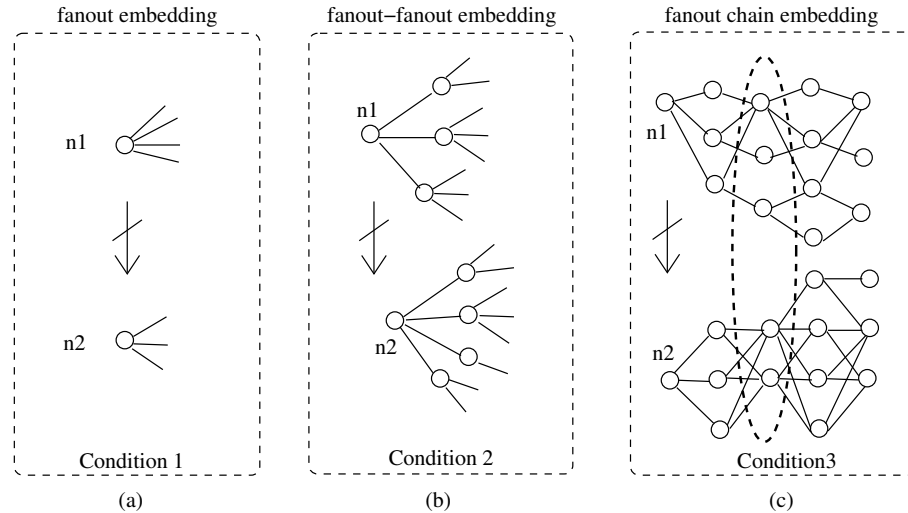 fanout embedding
fanout−fanout embedding
fanout chain embedding
n1
n2
Condition 1
n1
n2
Condition 2
n1
n2
Condition3
(a)
(b)
(c)